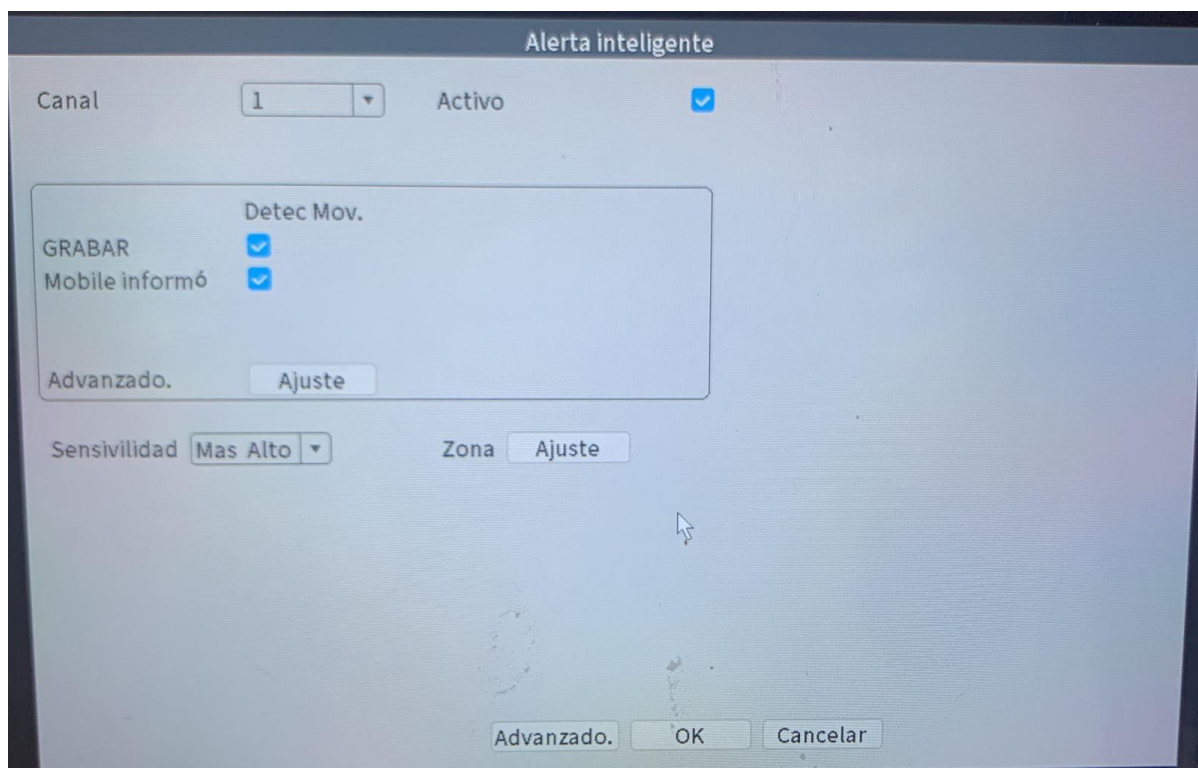 Alerta inteligente
Canal 1 Activo
Detec Mov.
GRABAR
Mobile informó
Advanzado. Ajuste
Sensivilidad Mas Alto Zona Ajuste
Advanzado. OK Cancelar